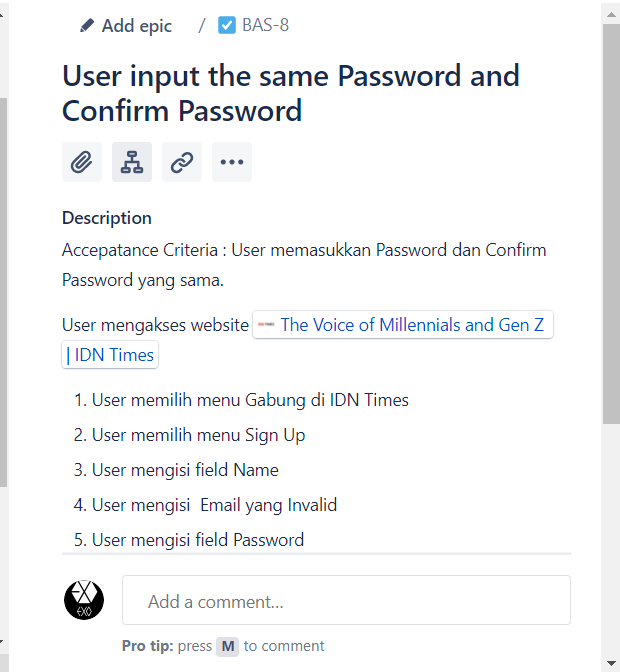 Add epic / BAS-8
User input the same Password and
Confirm Password
Description
Accepatance Criteria : User memasukkan Password dan Confirm
Password yang sama.
User mengakses website The Voice of Millennials and Gen Z
| IDN Times
1. User memilih menu Gabung di IDN Times
2. User memilih menu Sign Up
3. User mengisi field Name
4. User mengisi  Email yang Invalid
5. User mengisi field Password
EXO
Add a comment...
Pro tip: press M to comment